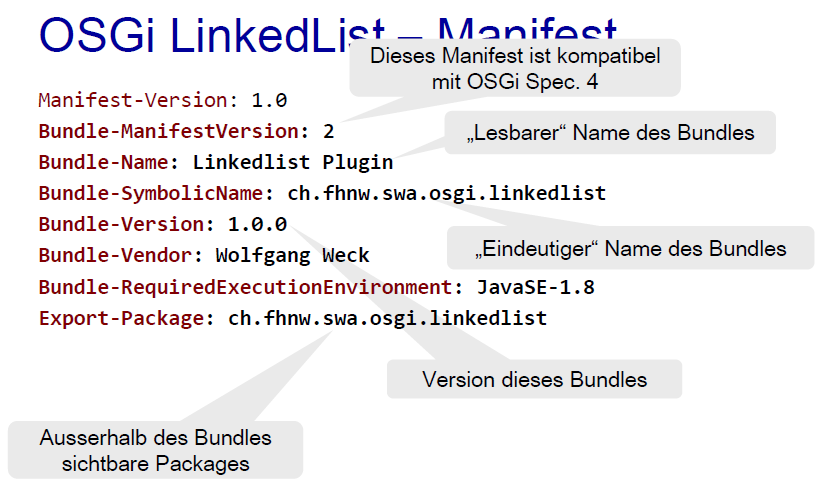 OSGi LinkedList – Manifest
Dieses Manifest ist kompatibel
mit OSGi Spec. 4
Manifest-Version: 1.0
Bundle-ManifestVersion: 2
„Lesbarer“ Name des Bundles
Bundle-Name: Linkedlist Plugin
Bundle-SymbolicName: ch.fhnw.swa.osgi.linkedlist
Bundle-Version: 1.0.0
„Eindeutiger“ Name des Bundles
Bundle-Vendor: Wolfgang Weck
Bundle-RequiredExecutionEnvironment: JavaSE-1.8
Export-Package: ch.fhnw.swa.osgi.linkedlist
Version dieses Bundles
Ausserhalb des Bundles
sichtbare Packages